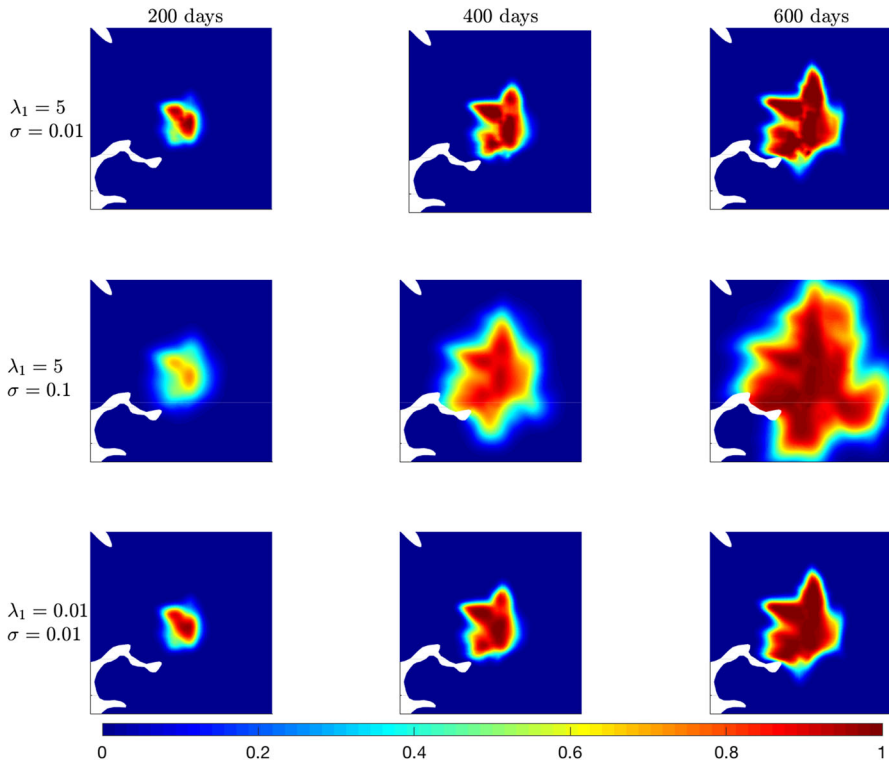 200 days
400 days
600 days
λ₁ = 5
σ = 0.01
λ₁ = 5
σ = 0.1
λ₁ = 0.01
σ = 0.01
0 0.2 0.4 0.6 0.8 1